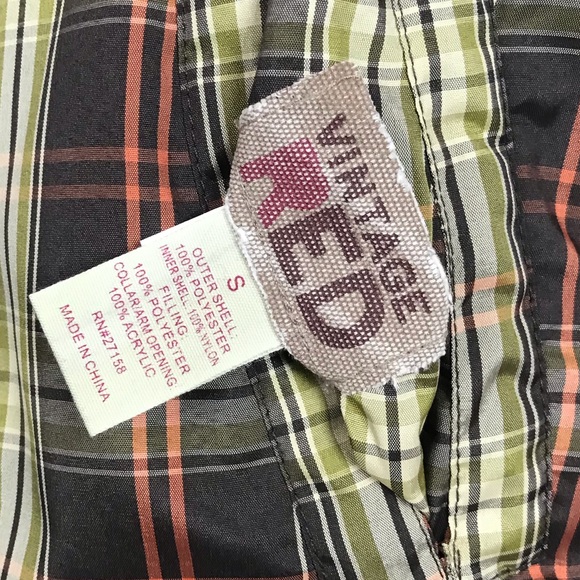 VINTAGE
RED
S
OUTER SHELL:
100% POLYESTER
INNER SHELL: 100% NYLON
FILLING:
100% POLYESTER
COLLAR/ARM OPENING
100% ACRYLIC
RN#27158
MADE IN CHINA